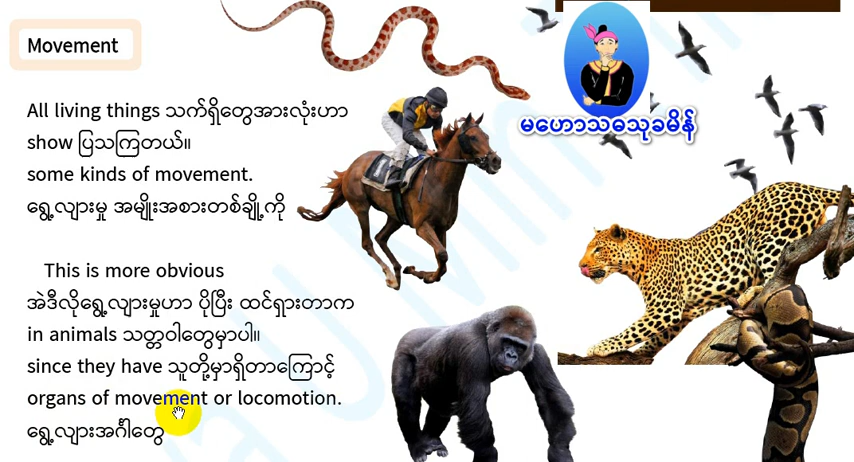 Movement
မဟောသဓသုခမိန်
All living things သက်ရှိတွေအားလုံးဟာ
show ပြသကြတယ်။
some kinds of movement.
ရွေ့လျားမှု အမျိုးအစားတစ်ချို့ကို
This is more obvious
အဲဒီလိုရွေ့လျားမှုဟာ ပိုပြီး ထင်ရှားတာက
in animals သတ္တဝါတွေမှာပါ။
since they have သူတို့မှာရှိတာကြောင့်
organs of movement or locomotion.
ရွေ့လျားအင်္ဂါတွေ